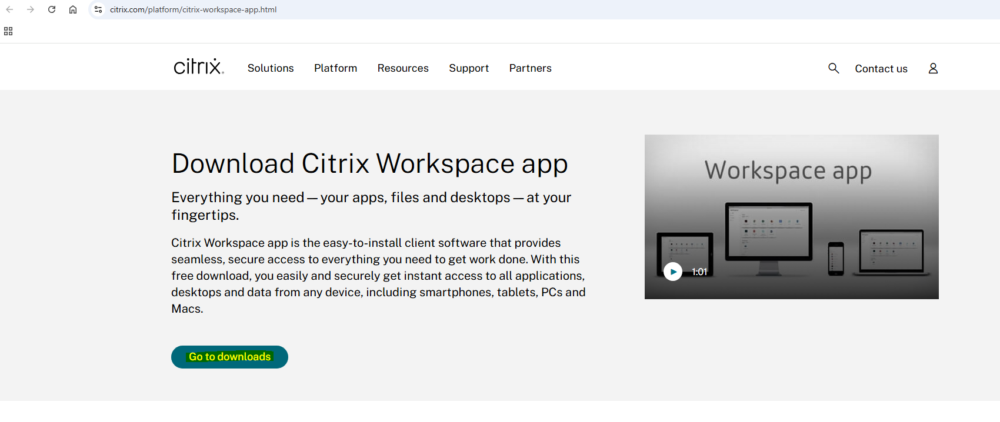 citrix.com/platform/citrix-workspace-app.html
citrix
Solutions
Platform
Resources
Support
Partners
Contact us
Download Citrix Workspace app
Everything you need—your apps, files and desktops—at your
fingertips.
Citrix Workspace app is the easy-to-install client software that provides
seamless, secure access to everything you need to get work done. With this
free download, you easily and securely get instant access to all applications,
desktops and data from any device, including smartphones, tablets, PCs and
Macs.
Go to downloads
Workspace app
1:01